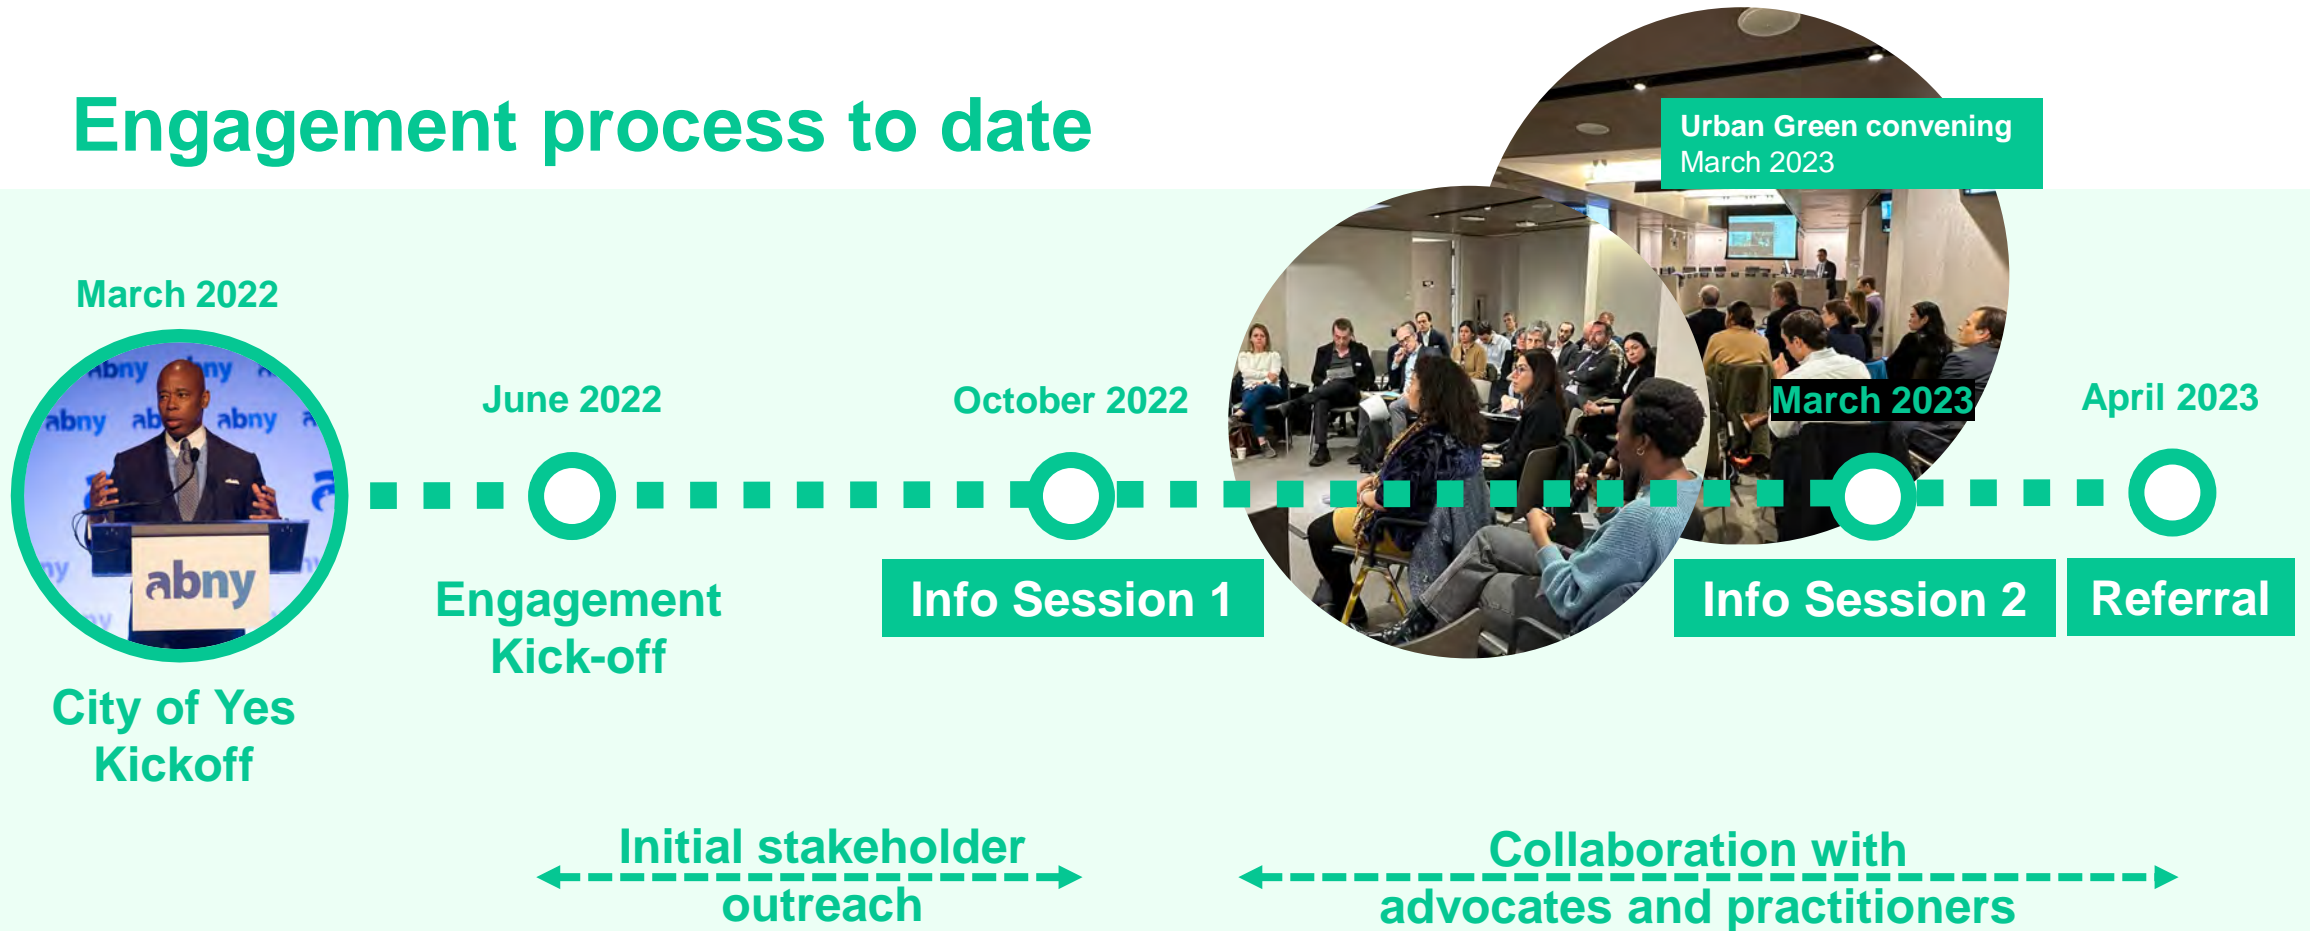 Engagement process to date
Urban Green convening
March 2023
March 2022
June 2022
October 2022
March 2023
April 2023
abny
abny
abny
abny
Engagement
Kick-off
Info Session 1
Info Session 2
Referral
City of Yes
Kickoff
Initial stakeholder
outreach
Collaboration with
advocates and practitioners